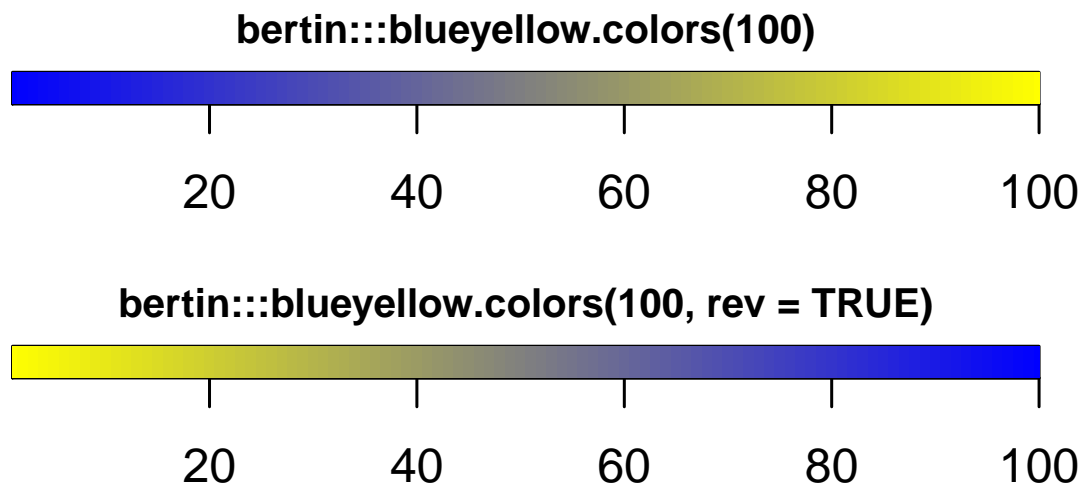 bertin:::blueyellow.colors(100)
20 40 60 80 100
bertin:::blueyellow.colors(100, rev = TRUE)
20 40 60 80 100